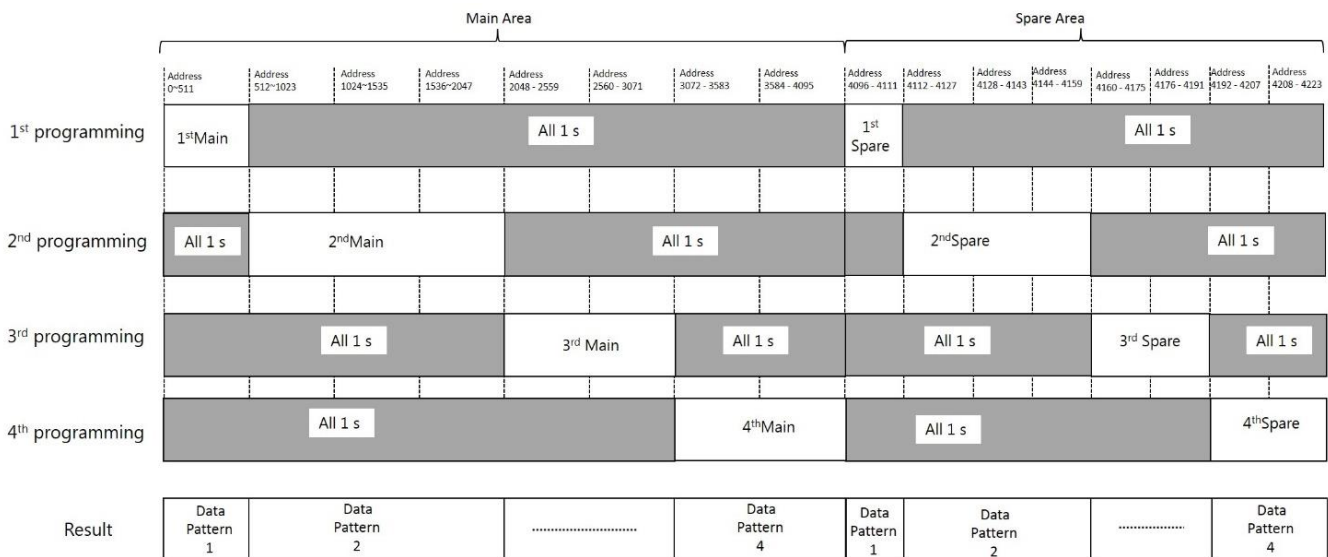 Main Area
Spare Area
Address
0~511
Address
512~1023
Address
1024~1535
Address
1536~2047
Address
2048 - 2559
Address
2560 - 3071
Address
3072 - 3583
Address
3584 - 4095
Address
4096 - 4111
Address
4112 - 4127
Address
4128 - 4143
Address
4144 - 4159
Address
4160 - 4175
Address
4176 - 4191
Address
4192 - 4207
Address
4208 - 4223
1st programming
1stMain
All 1 s
1st
Spare
All 1 s
2nd programming
All 1 s
2ndMain
All 1 s
2ndSpare
All 1 s
3rd programming
All 1 s
3rd Main
All 1 s
All 1 s
3rd Spare
All 1 s
4th programming
All 1 s
4thMain
All 1 s
4thSpare
Result
Data
Pattern
1
Data
Pattern
2
....................
Data
Pattern
4
Data
Pattern
1
Data
Pattern
2
..................
Data
Pattern
4